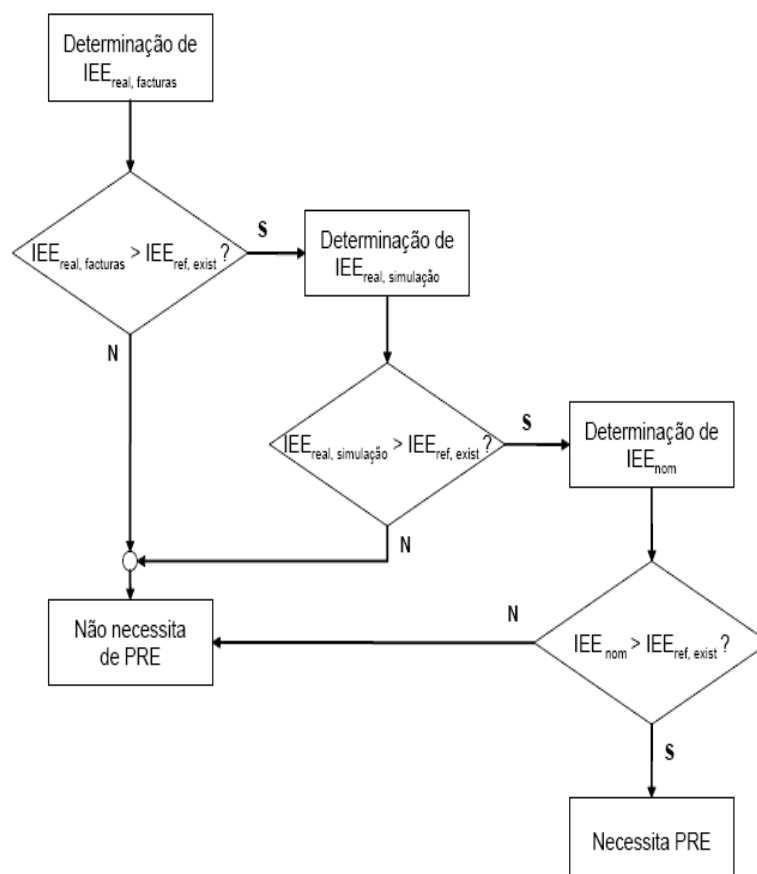 Determinação de
IEEreal, facturas
IEEreal, facturas > IEEref, exist ?
S
Determinação de
IEEreal, simulação
N
IEEreal, simulação > IEEref, exist ?
S
Determinação de
IEEnom
N
Não necessita
de PRE
N
IEEnom > IEEref, exist ?
S
Necessita PRE